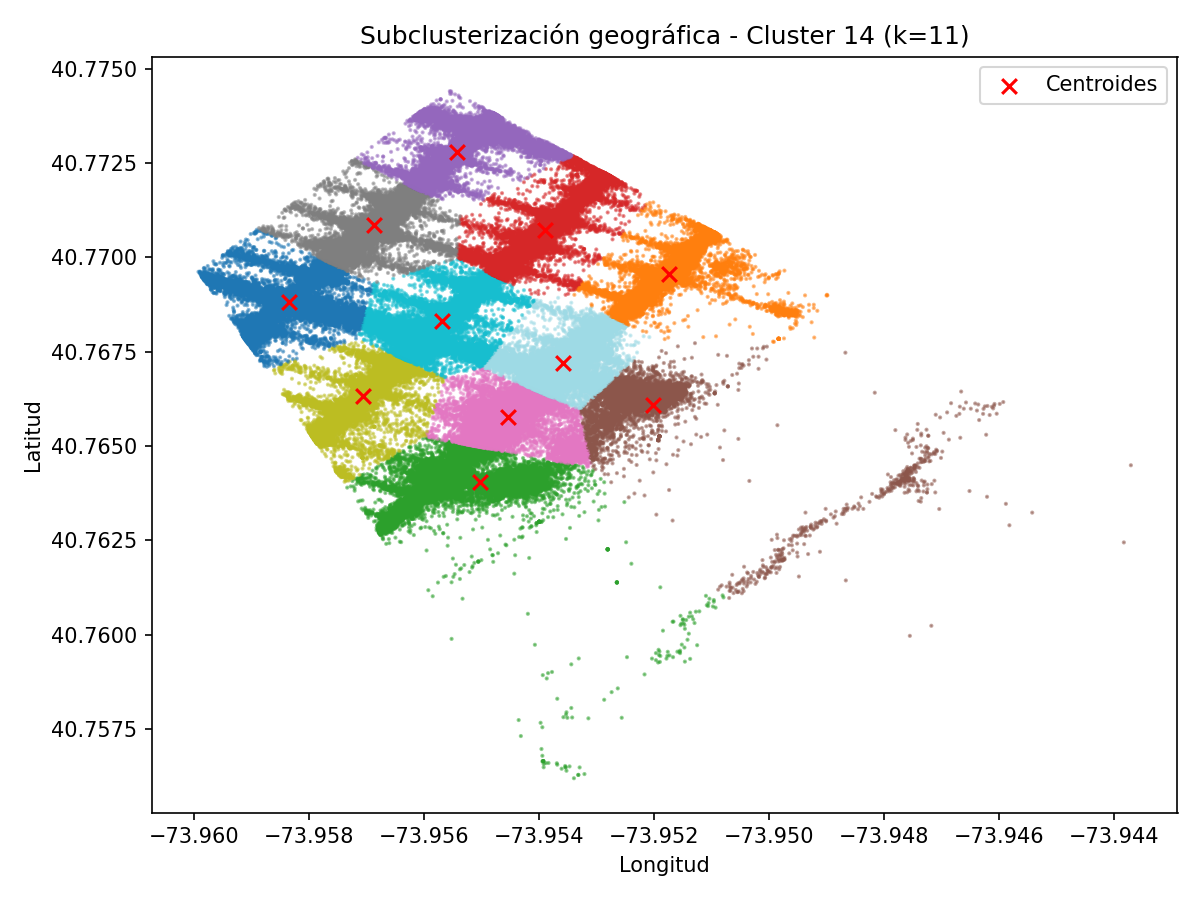 Subclusterización geográfica - Cluster 14 (k=11)
Centroides
40.7750
40.7725
40.7700
40.7675
40.7650
40.7625
40.7600
40.7575
Latitud
−73.960 −73.958 −73.956 −73.954 −73.952 −73.950 −73.948 −73.946 −73.944
Longitud